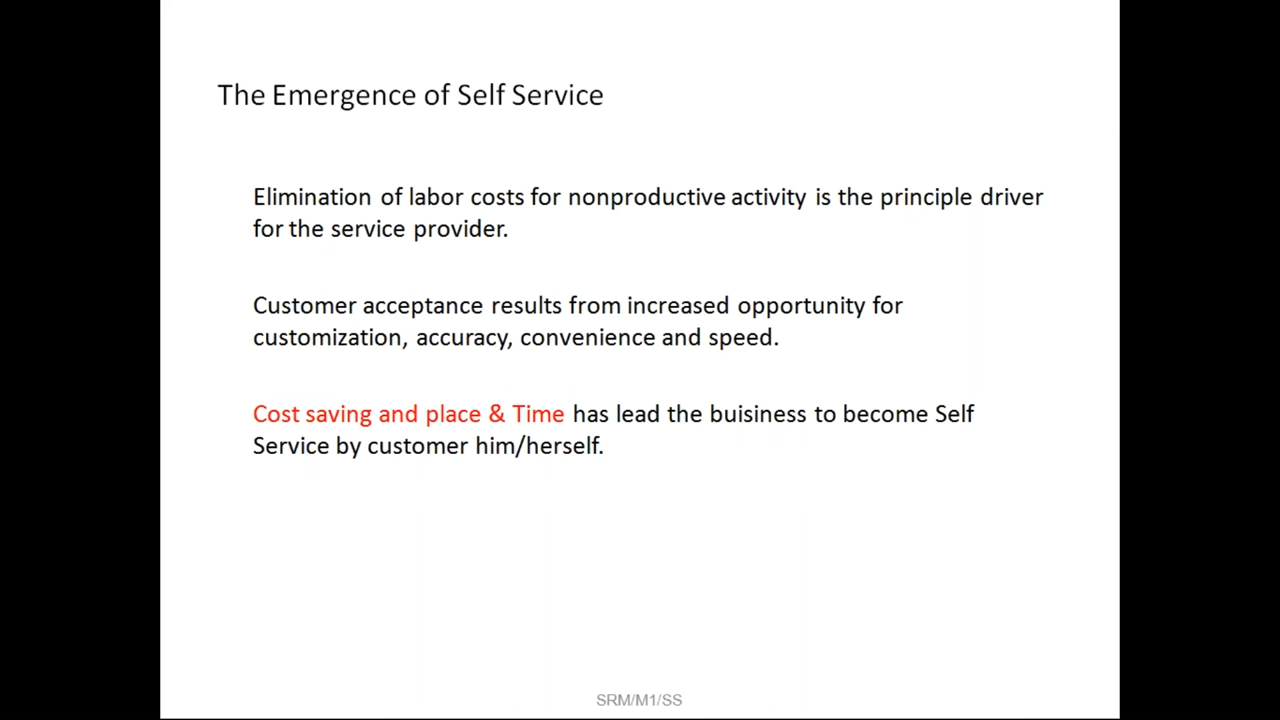 The Emergence of Self Service
Elimination of labor costs for nonproductive activity is the principle driver
for the service provider.
Customer acceptance results from increased opportunity for
customization, accuracy, convenience and speed.
Cost saving and place & Time has lead the buisiness to become Self
Service by customer him/herself.
SRM/M1/SS